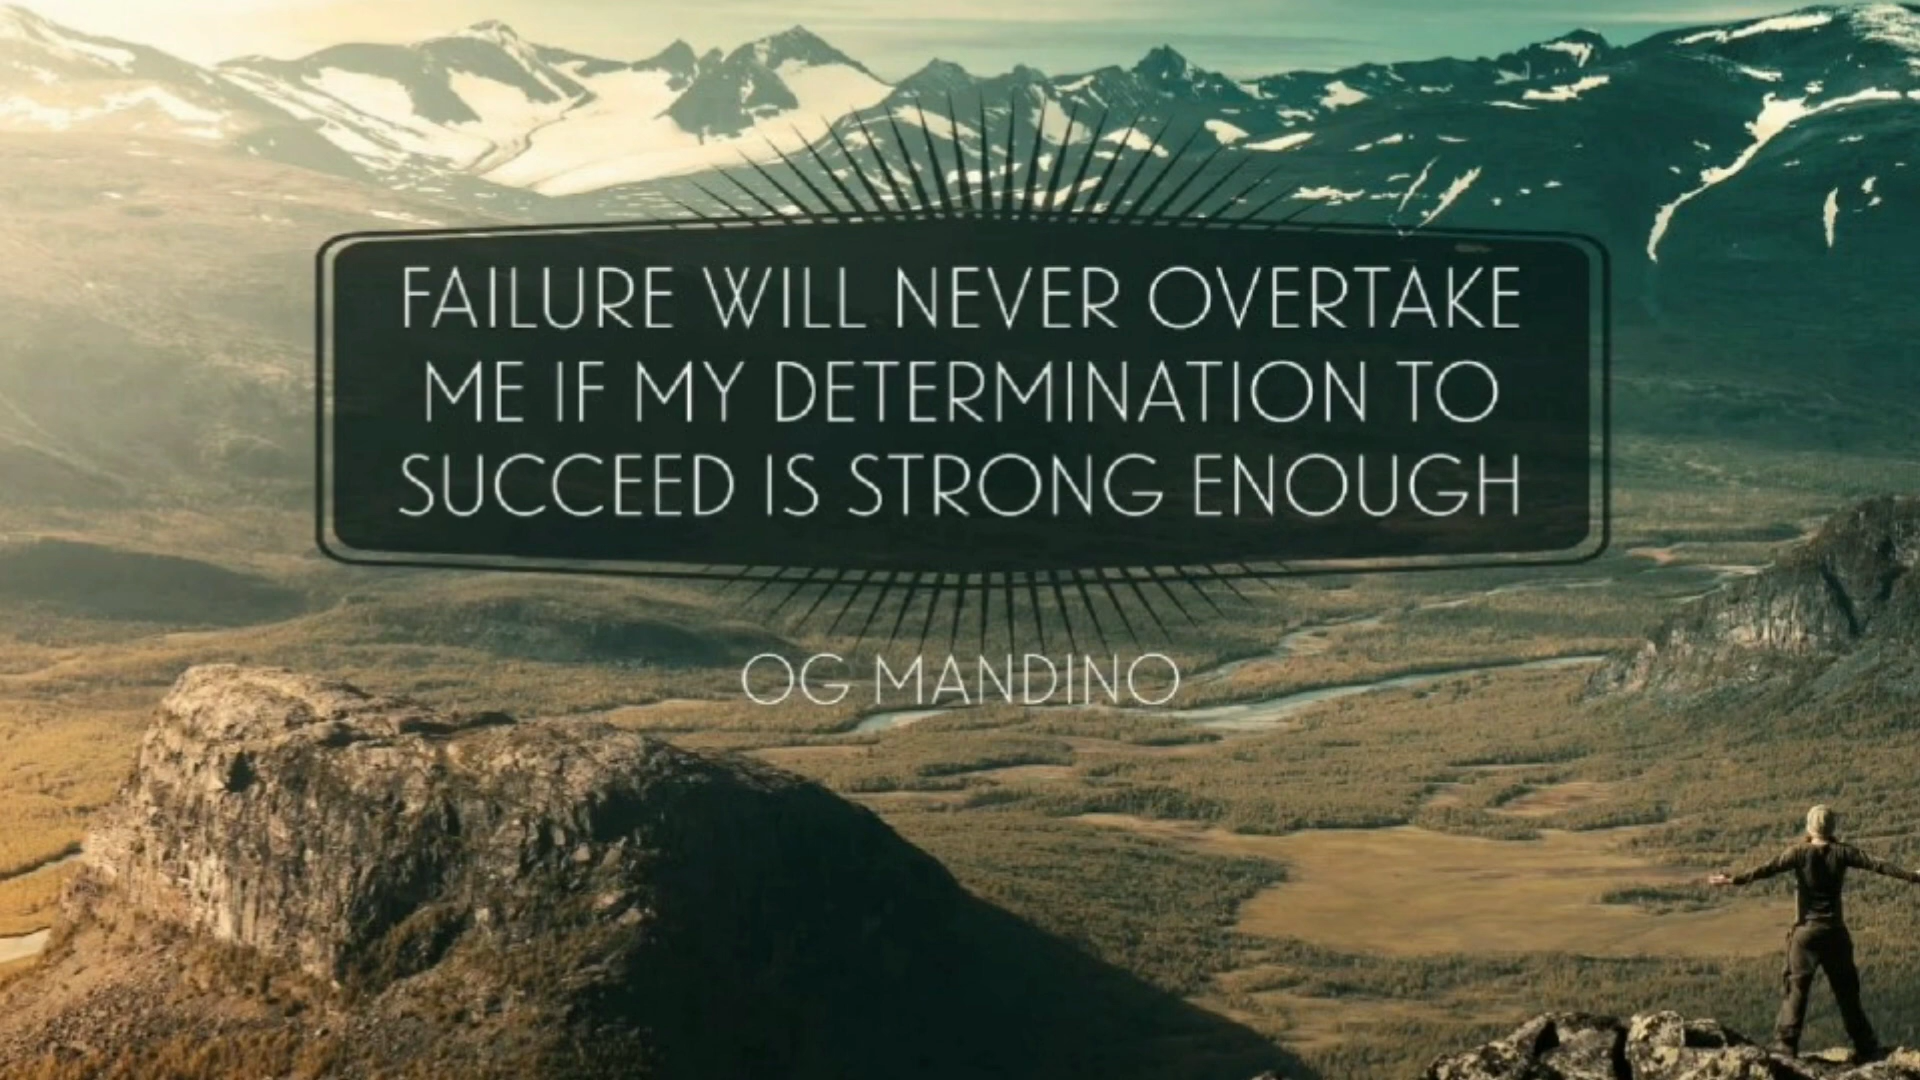 FAILURE WILL NEVER OVERTAKE
ME IF MY DETERMINATION TO
SUCCEED IS STRONG ENOUGH
OG MANDINO